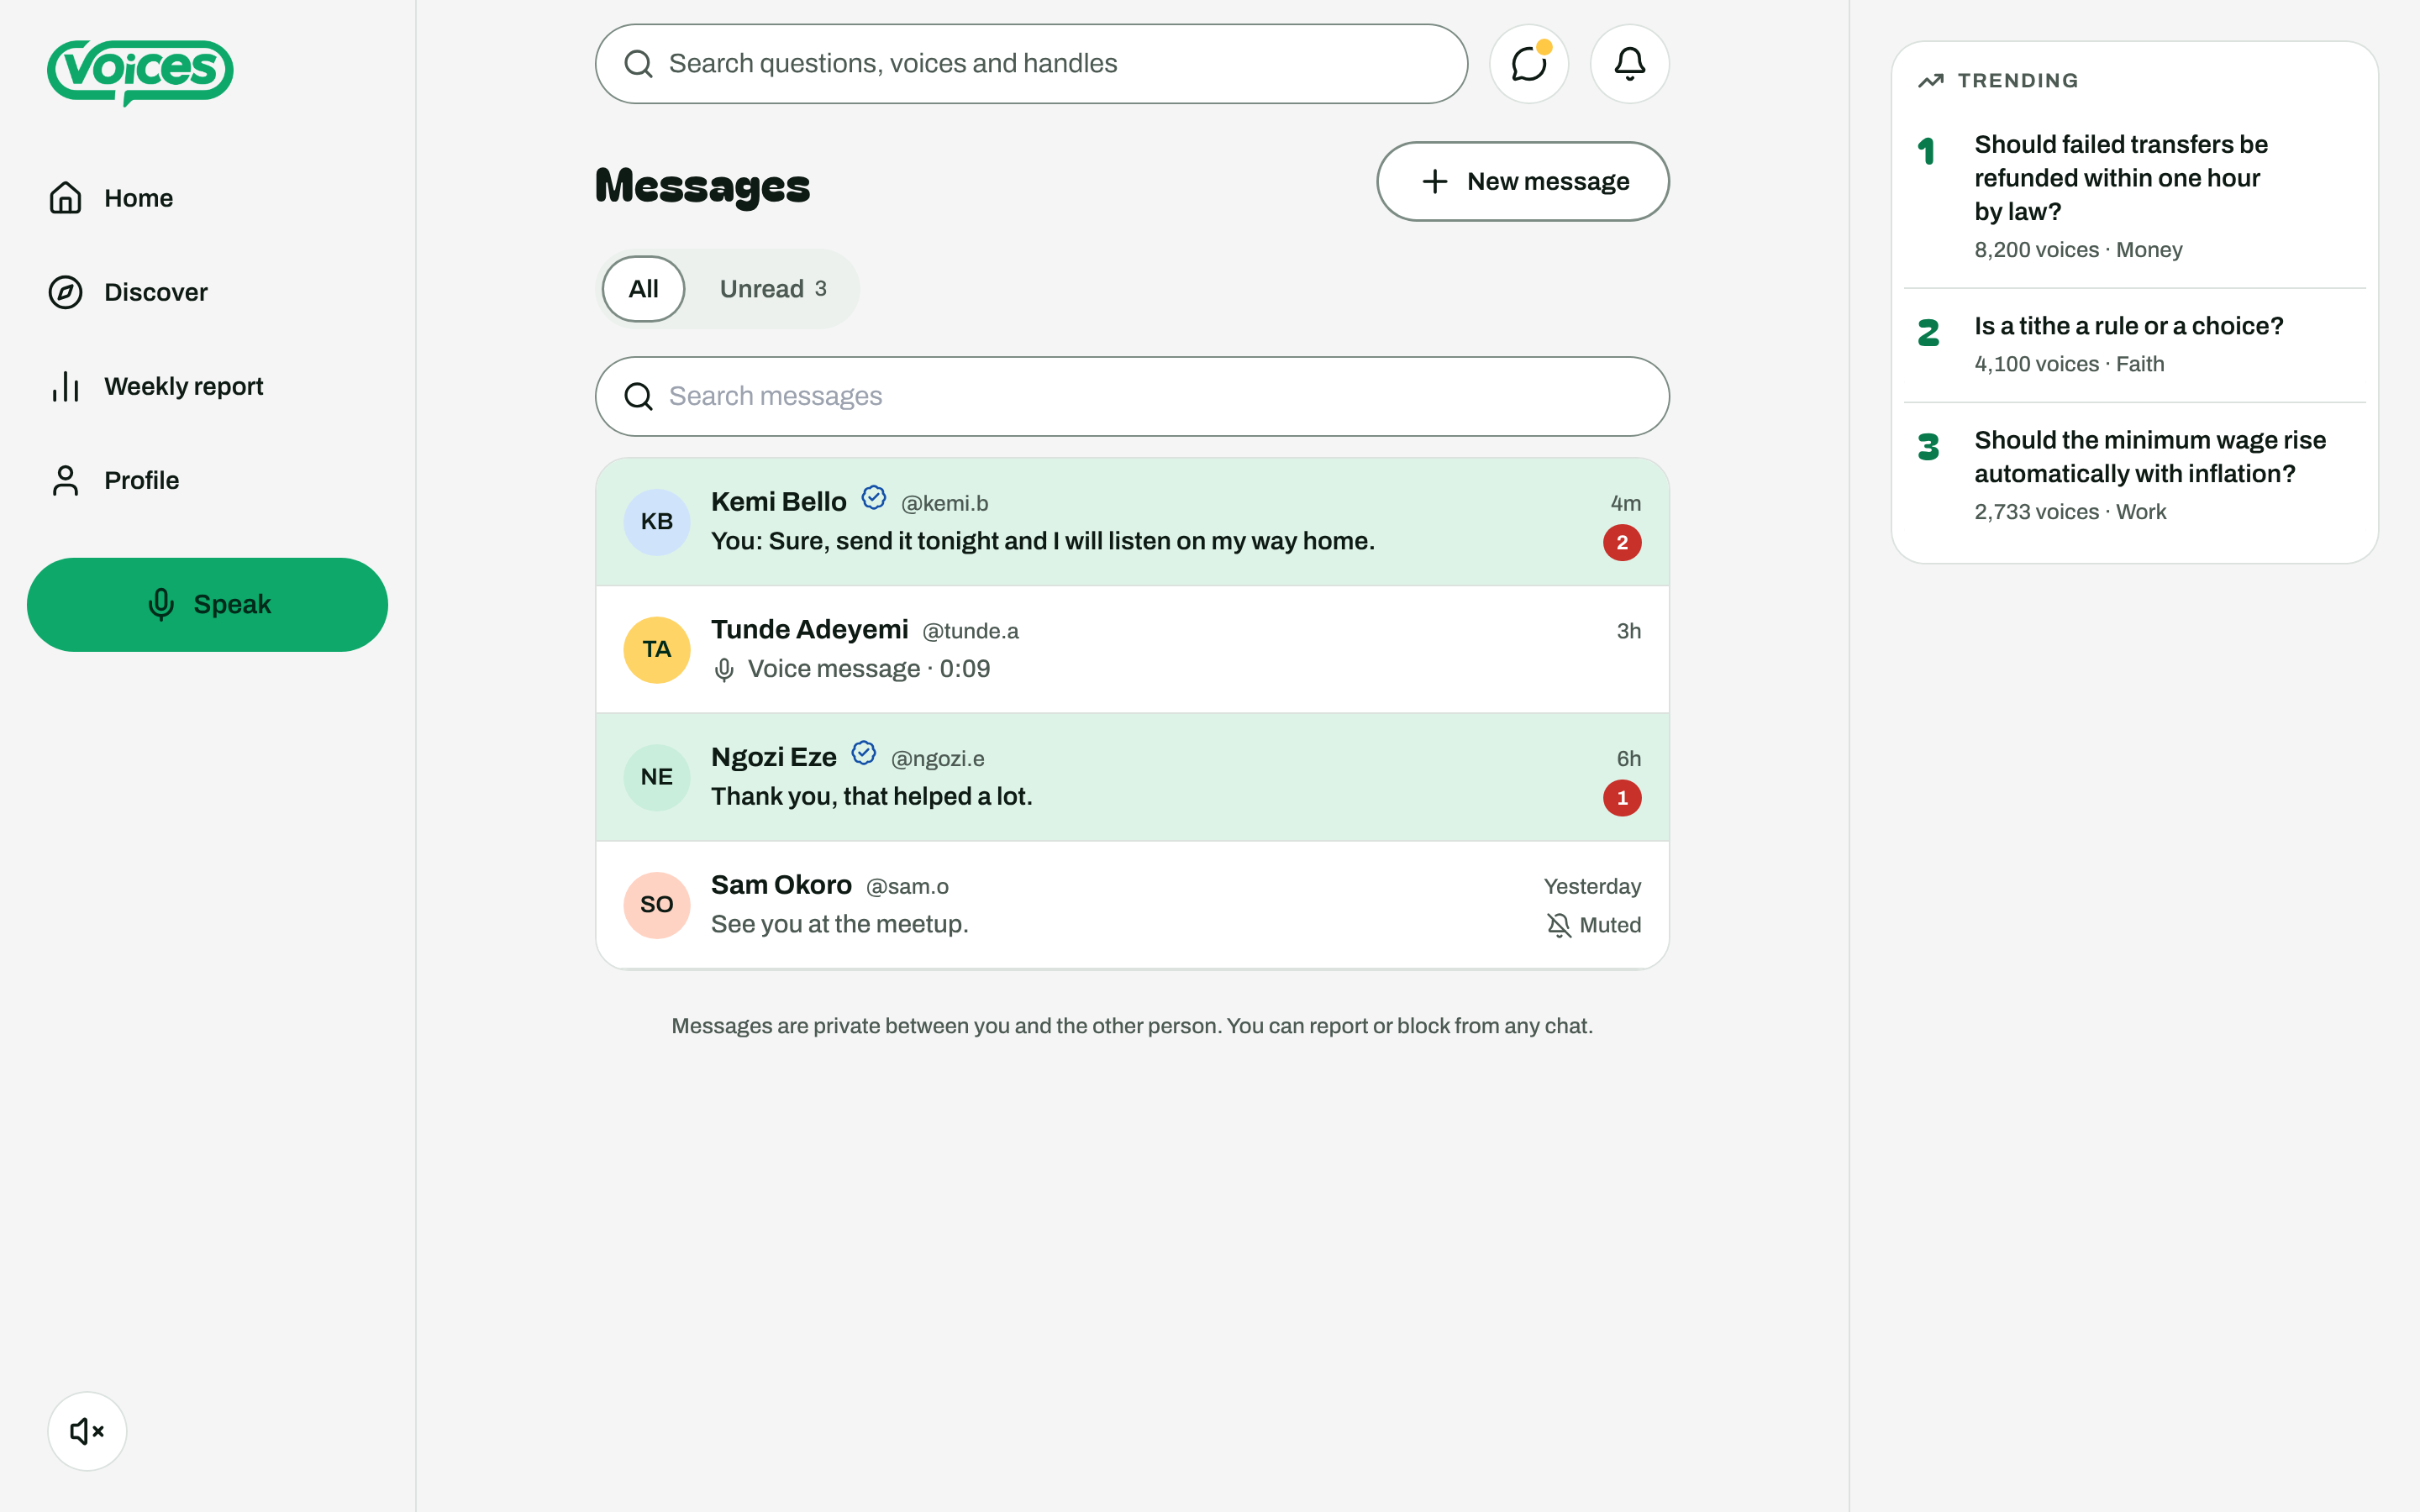 voices
Home
Discover
Weekly report
Profile
Speak
Search questions, voices and handles
Messages
New message
All
Unread 3
Search messages
KB
Kemi Bello @kemi.b 4m
You: Sure, send it tonight and I will listen on my way home. 2
TA
Tunde Adeyemi @tunde.a 3h
Voice message · 0:09
NE
Ngozi Eze @ngozi.e 6h
Thank you, that helped a lot. 1
SO
Sam Okoro @sam.o Yesterday
See you at the meetup. Muted
Messages are private between you and the other person. You can report or block from any chat.
TRENDING
1
Should failed transfers be
refunded within one hour
by law?
8,200 voices · Money
2
Is a tithe a rule or a choice?
4,100 voices · Faith
3
Should the minimum wage rise
automatically with inflation?
2,733 voices · Work